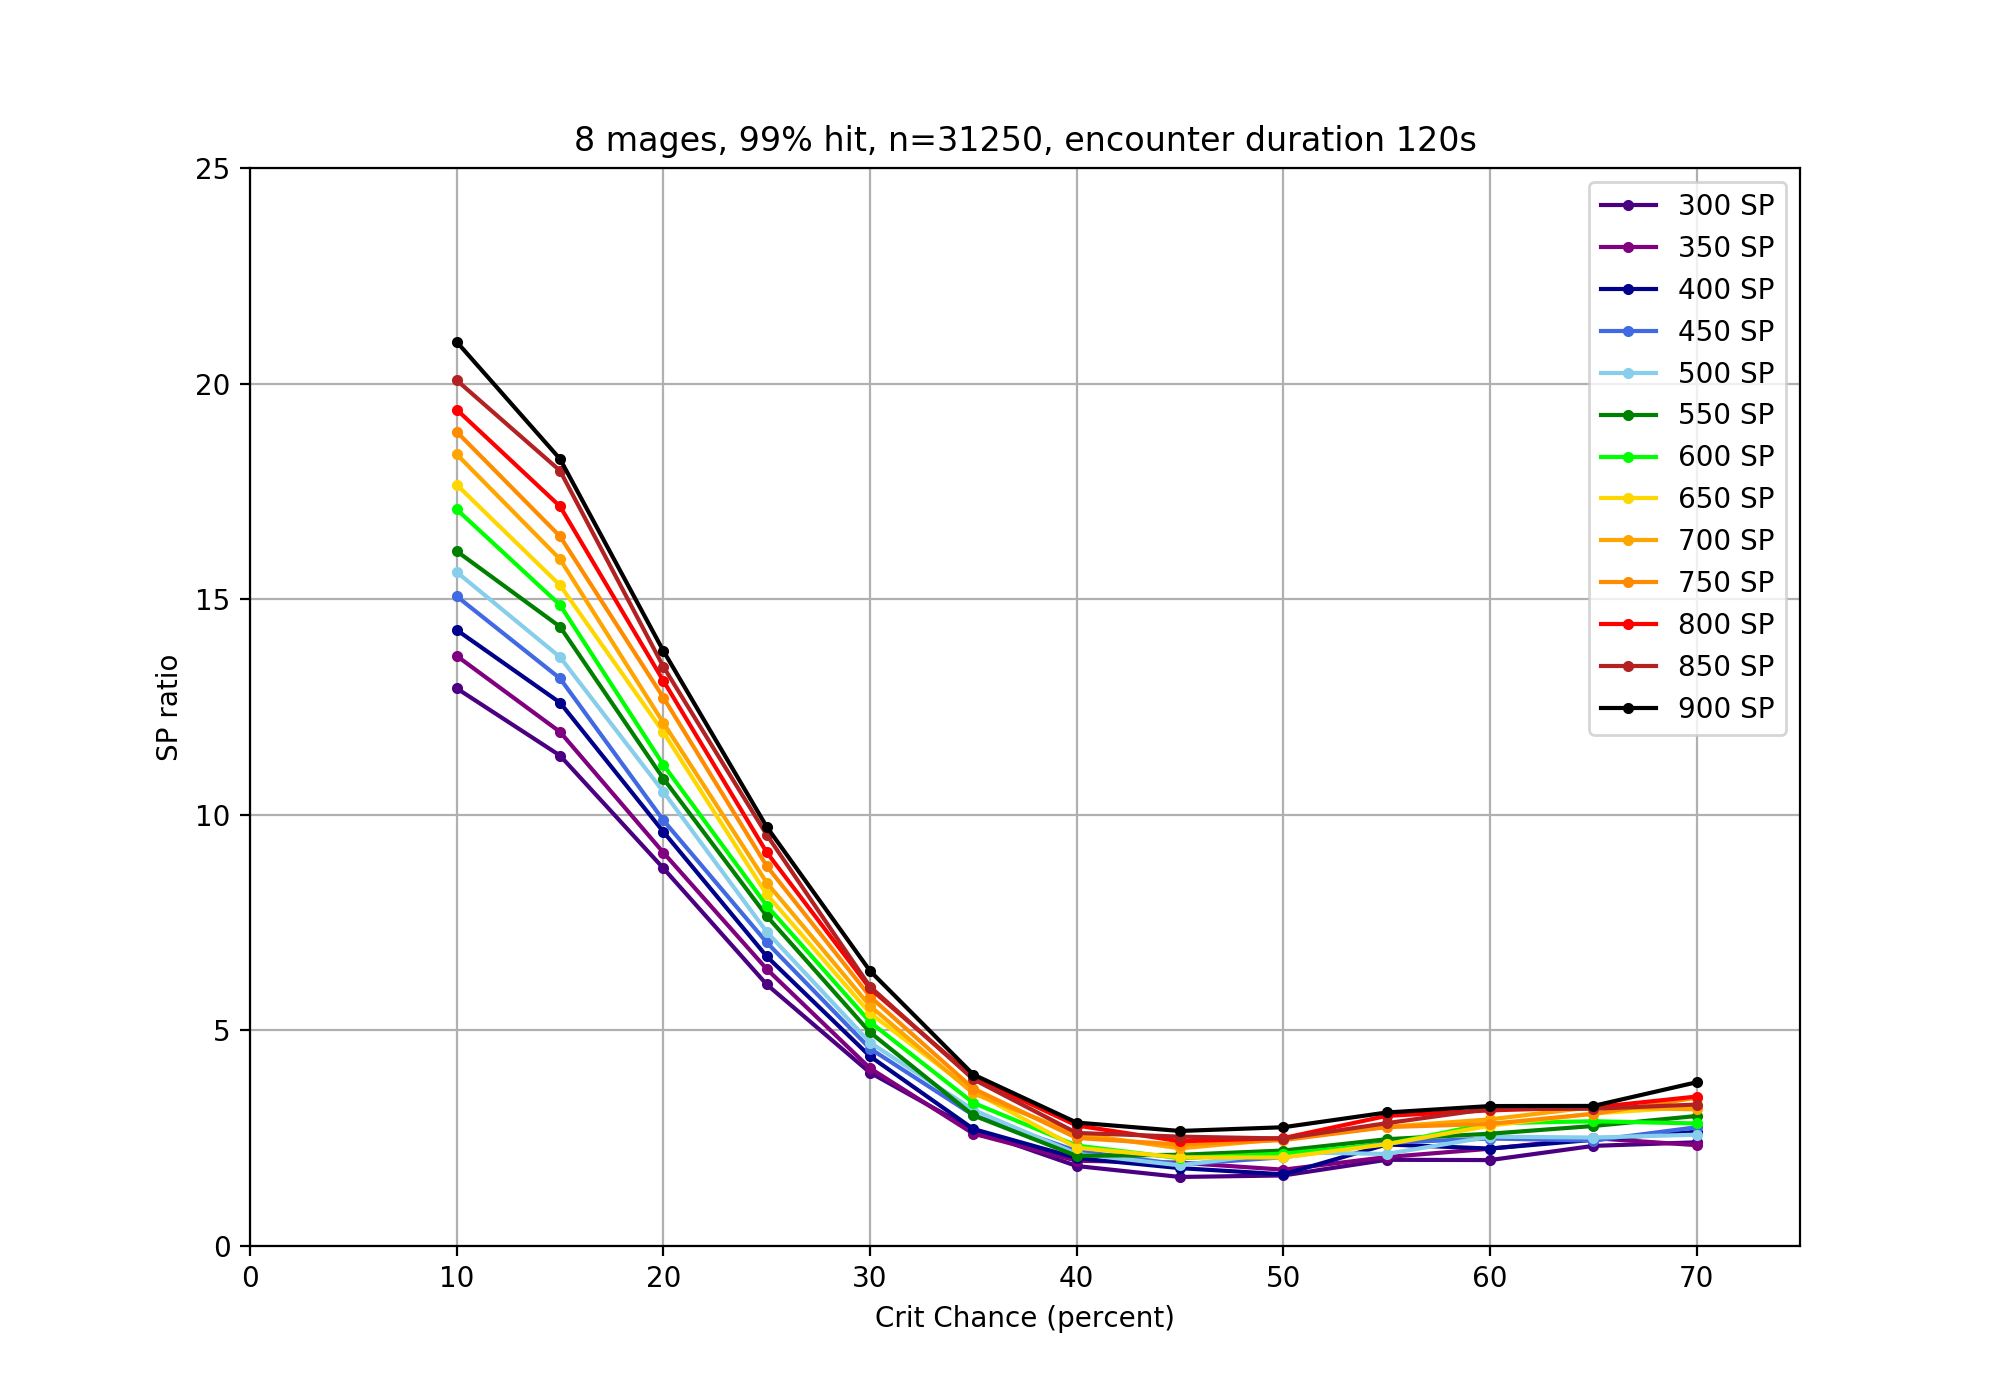 8 mages, 99% hit, n=31250, encounter duration 120s
25
20
15
10
5
0
SP ratio
0 10 20 30 40 50 60 70
Crit Chance (percent)
300 SP
350 SP
400 SP
450 SP
500 SP
550 SP
600 SP
650 SP
700 SP
750 SP
800 SP
850 SP
900 SP